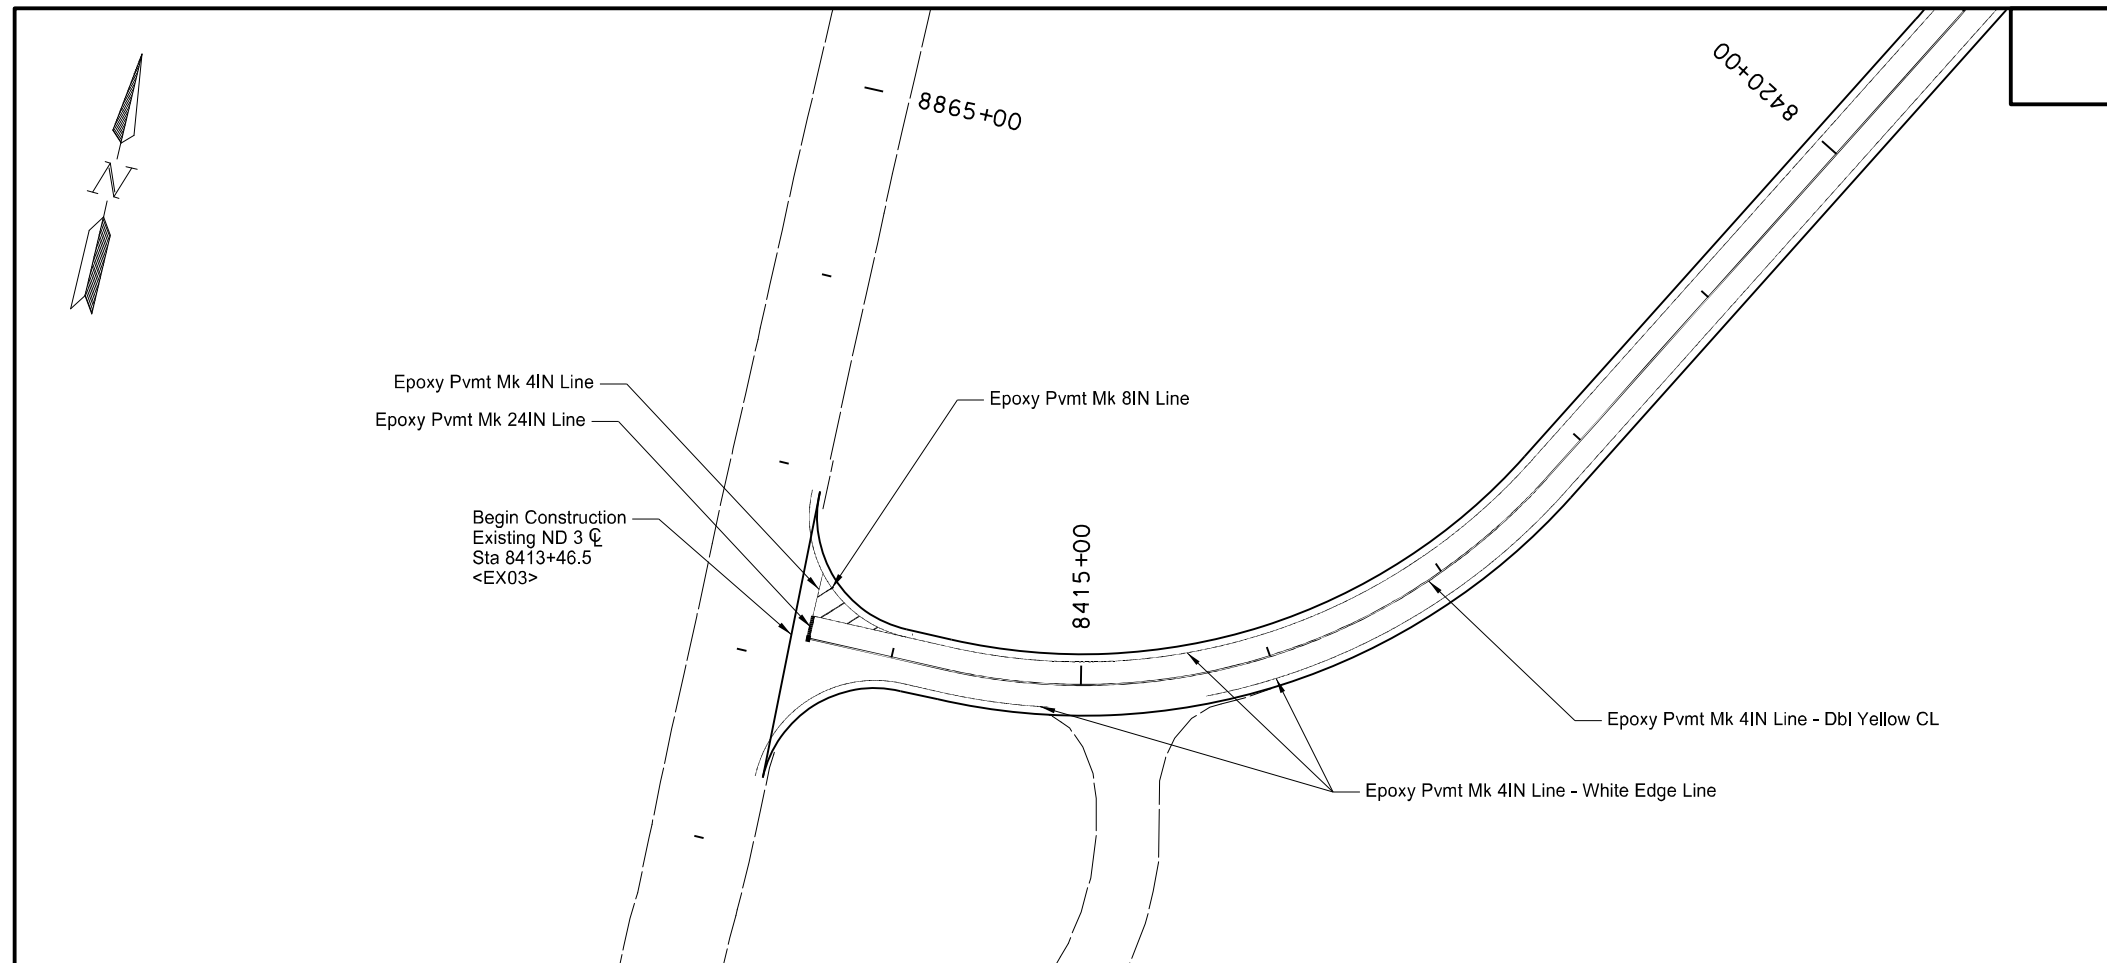 8865+00
8420+00
N
Epoxy Pvmt Mk 4IN Line
Epoxy Pvmt Mk 8IN Line
Epoxy Pvmt Mk 24IN Line
Begin Construction
Existing ND 3 ℄
Sta 8413+46.5
<EX03>
8415+00
Epoxy Pvmt Mk 4IN Line - Dbl Yellow CL
Epoxy Pvmt Mk 4IN Line - White Edge Line